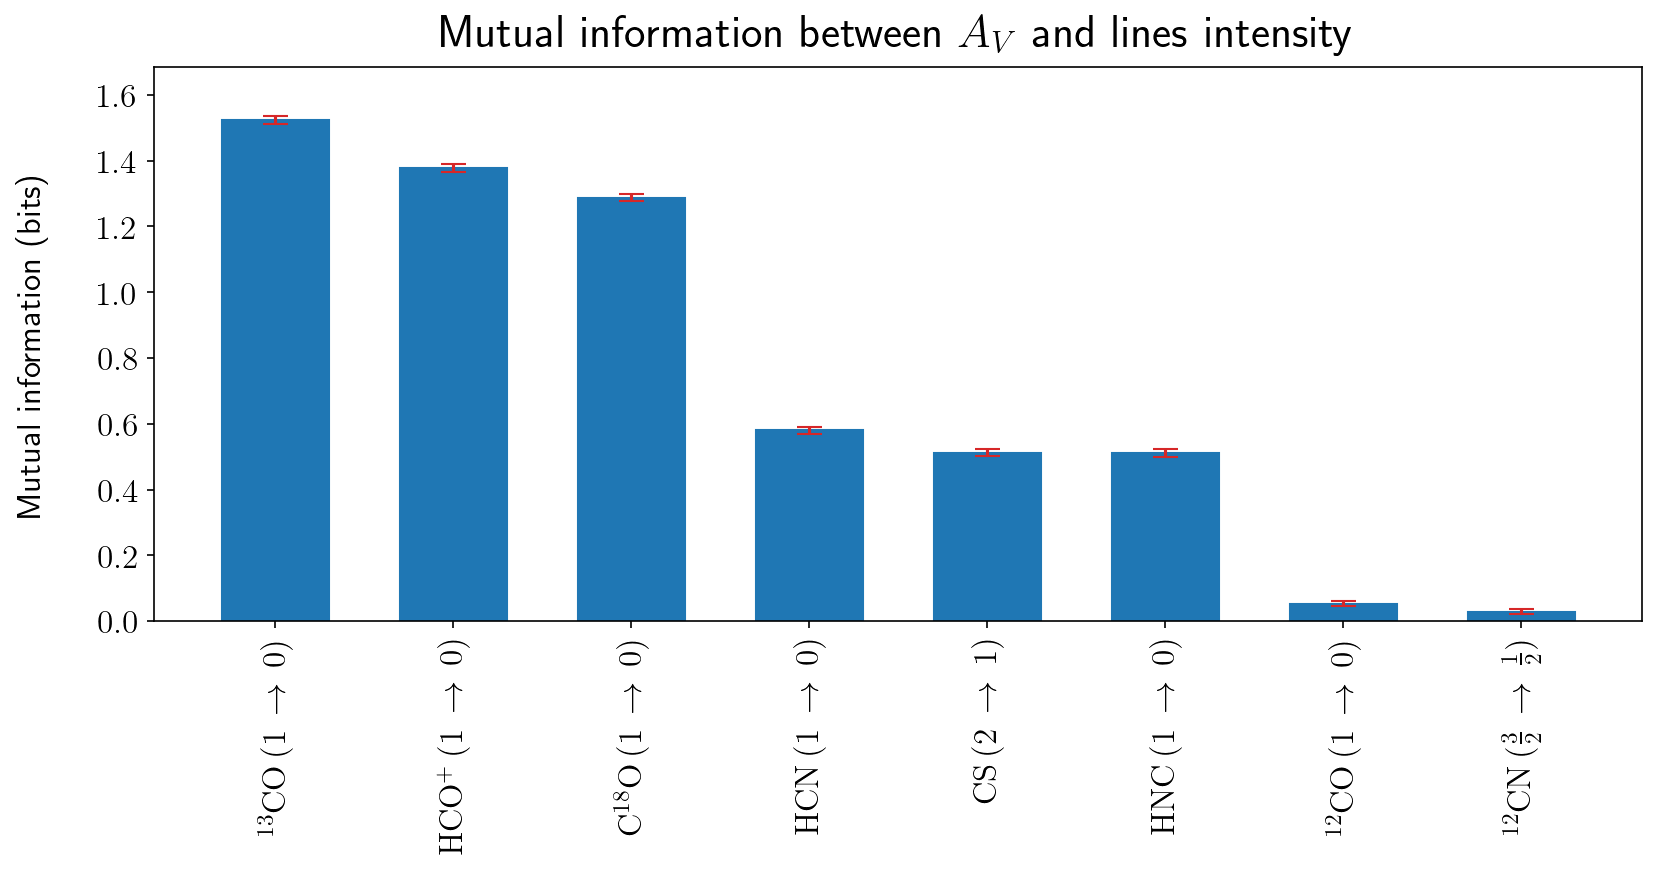 Mutual information between A_V and lines intensity
Mutual information (bits)
1.6
1.4
1.2
1.0
0.8
0.6
0.4
0.2
0.0
¹³CO (1 → 0)
HCO⁺ (1 → 0)
C¹⁸O (1 → 0)
HCN (1 → 0)
CS (2 → 1)
HNC (1 → 0)
¹²CO (1 → 0)
¹²CN (3/2 → 1/2)